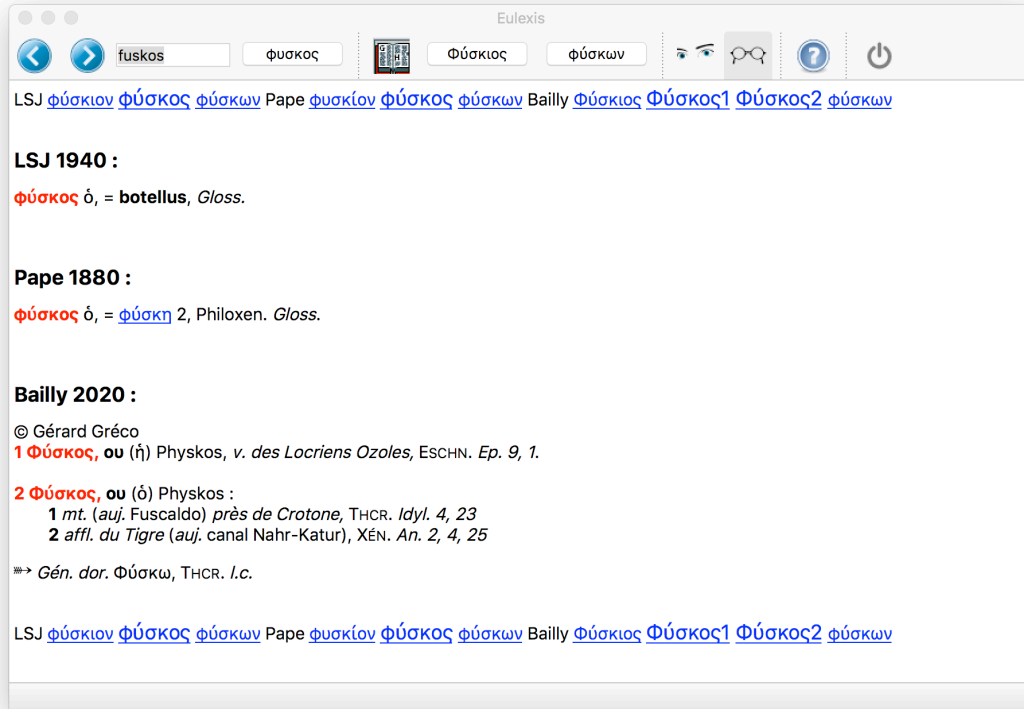 Eulexis
fuskos φυσκος Φύσκιος φύσκων
LSJ φύσκιον φύσκος φύσκων Pape φυσκίον φύσκος φύσκων Bailly Φύσκιος Φύσκος1 Φύσκος2 φύσκων
LSJ 1940 :
φύσκος ὁ, = botellus, Gloss.
Pape 1880 :
φύσκος ὁ, = φύσκη 2, Philoxen. Gloss.
Bailly 2020 :
© Gérard Gréco
1 Φύσκος, ου (ἡ) Physkos, v. des Locriens Ozoles, ESCHN. Ep. 9, 1.
2 Φύσκος, ου (ὁ) Physkos :
1 mt. (auj. Fuscaldo) près de Crotone, THCR. Idyl. 4, 23
2 affl. du Tigre (auj. canal Nahr-Katur), XÉN. An. 2, 4, 25
➳ Gén. dor. Φύσκω, THCR. l.c.
LSJ φύσκιον φύσκος φύσκων Pape φυσκίον φύσκος φύσκων Bailly Φύσκιος Φύσκος1 Φύσκος2 φύσκων